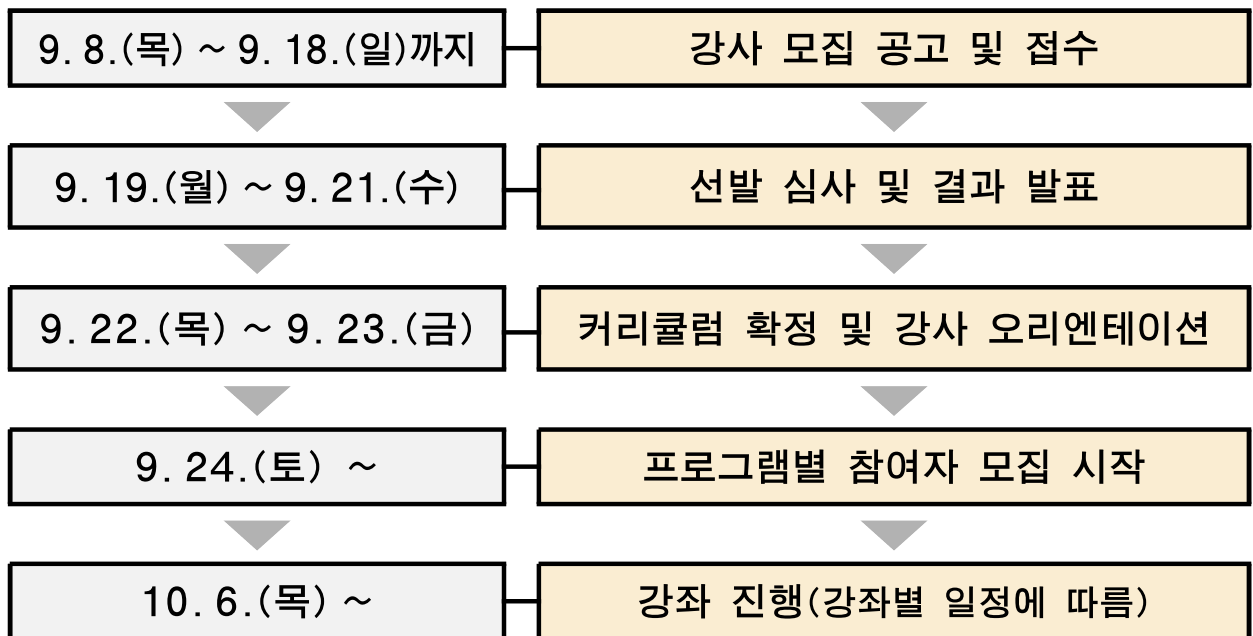 9. 8.(목) ~ 9. 18.(일)까지
강사 모집 공고 및 접수
9. 19.(월) ~ 9. 21.(수)
선발 심사 및 결과 발표
9. 22.(목) ~ 9. 23.(금)
커리큘럼 확정 및 강사 오리엔테이션
9. 24.(토) ~
프로그램별 참여자 모집 시작
10. 6.(목) ~
강좌 진행(강좌별 일정에 따름)